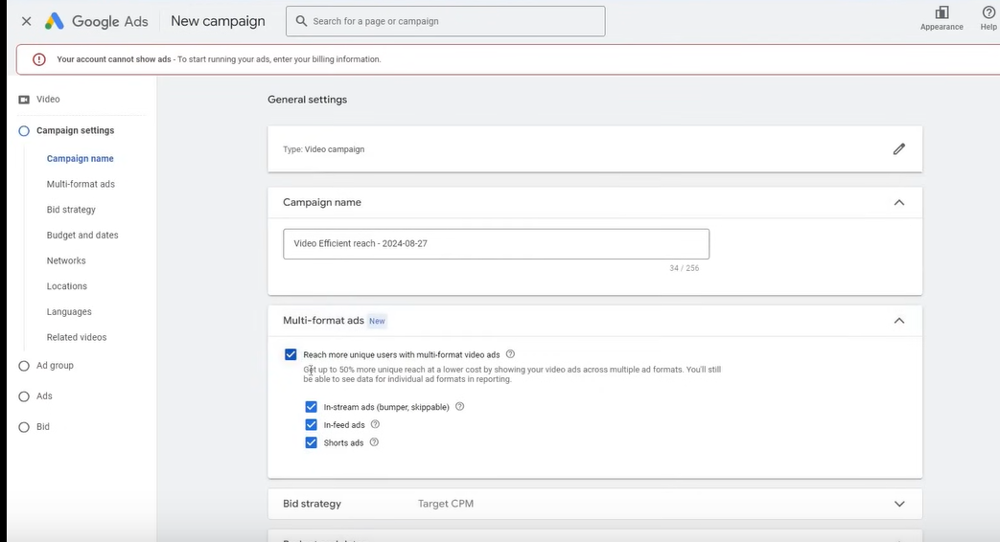 Google Ads
New campaign
Search for a page or campaign
Appearance
Help
Your account cannot show ads - To start running your ads, enter your billing information.
Video
Campaign settings
Campaign name
Multi-format ads
Bid strategy
Budget and dates
Networks
Locations
Languages
Related videos
Ad group
Ads
Bid
General settings
Type: Video campaign
Campaign name
Video Efficient reach - 2024-08-27
34 / 256
Multi-format ads New
Reach more unique users with multi-format video ads
Get up to 50% more unique reach at a lower cost by showing your video ads across multiple ad formats. You'll still
be able to see data for individual ad formats in reporting.
In-stream ads (bumper, skippable)
In-feed ads
Shorts ads
Bid strategy Target CPM